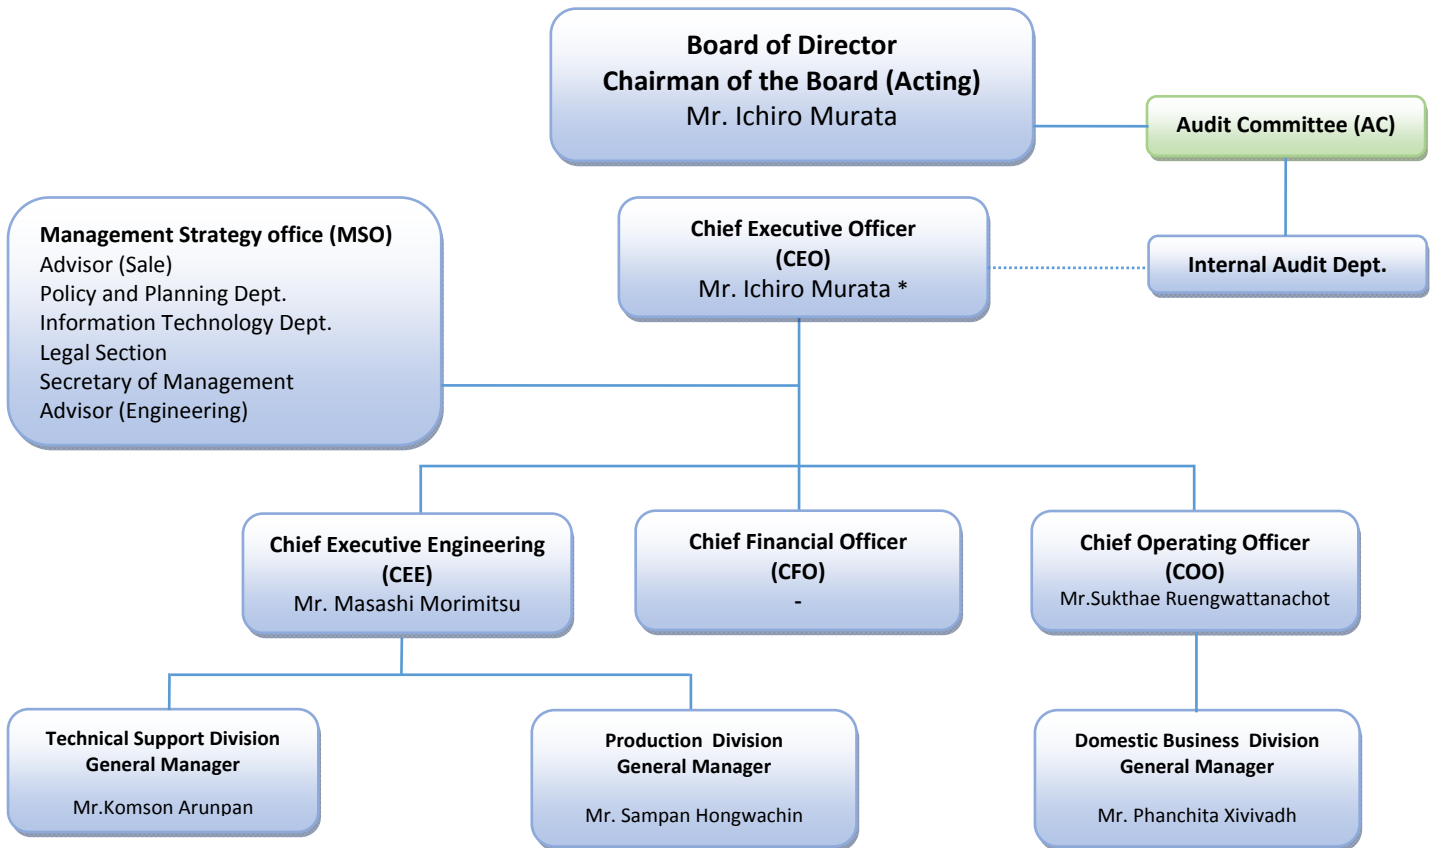 Board of Director
Chairman of the Board (Acting)
Mr. Ichiro Murata
Audit Committee (AC)
Management Strategy office (MSO)
Advisor (Sale)
Policy and Planning Dept.
Information Technology Dept.
Legal Section
Secretary of Management
Advisor (Engineering)
Chief Executive Officer
(CEO)
Mr. Ichiro Murata *
Internal Audit Dept.
Chief Executive Engineering
(CEE)
Mr. Masashi Morimitsu
Chief Financial Officer
(CFO)
-
Chief Operating Officer
(COO)
Mr.Sukthae Ruengwattanachot
Technical Support Division
General Manager
Mr.Komson Arunpan
Production Division
General Manager
Mr. Sampan Hongwachin
Domestic Business Division
General Manager
Mr. Phanchita Xivivadh